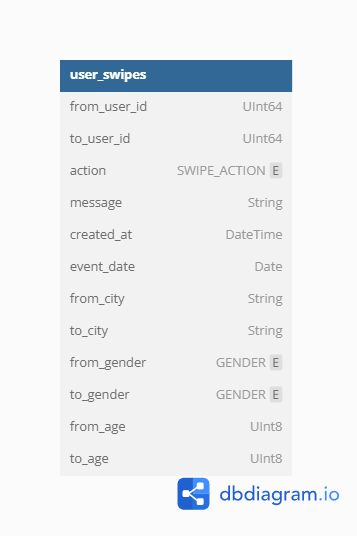 user_swipes
from_user_id UInt64
to_user_id UInt64
action SWIPE_ACTION E
message String
created_at DateTime
event_date Date
from_city String
to_city String
from_gender GENDER E
to_gender GENDER E
from_age UInt8
to_age UInt8
dbdiagram.io